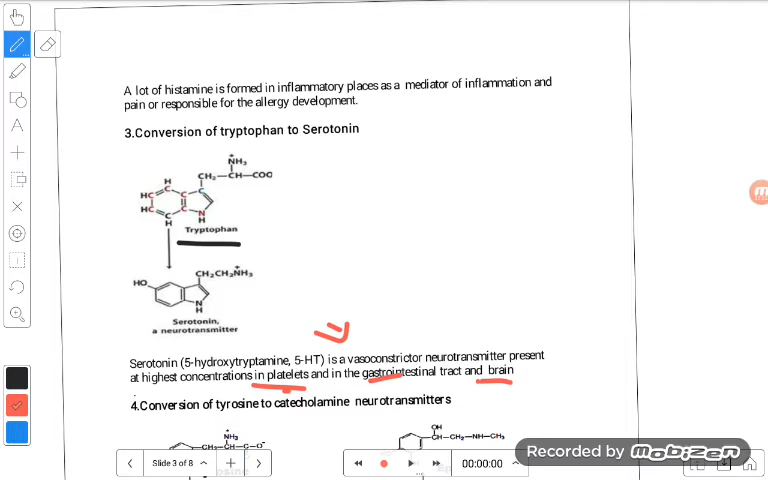 A lot of histamine is formed in inflammatory places as a mediator of inflammation and
pain or responsible for the allergy development.
3.Conversion of tryptophan to Serotonin
NH₃
+
CH₂—CH—COO
H
HC
C
C
C
HC
C
C
N
H
H
Tryptophan
CH₂CH₂NH₃
+
HO
N
H
Serotonin,
a neurotransmitter
Serotonin (5-hydroxytryptamine, 5-HT) is a vasoconstrictor neurotransmitter present
at highest concentrations in platelets and in the gastrointestinal tract and brain
4.Conversion of tyrosine to catecholamine neurotransmitters
+
NH₃
CH₂—CH—C—O⁻
OH
CH—CH₂—NH—CH₃
Slide 3 of 8
00:00:00
Recorded by mobizen